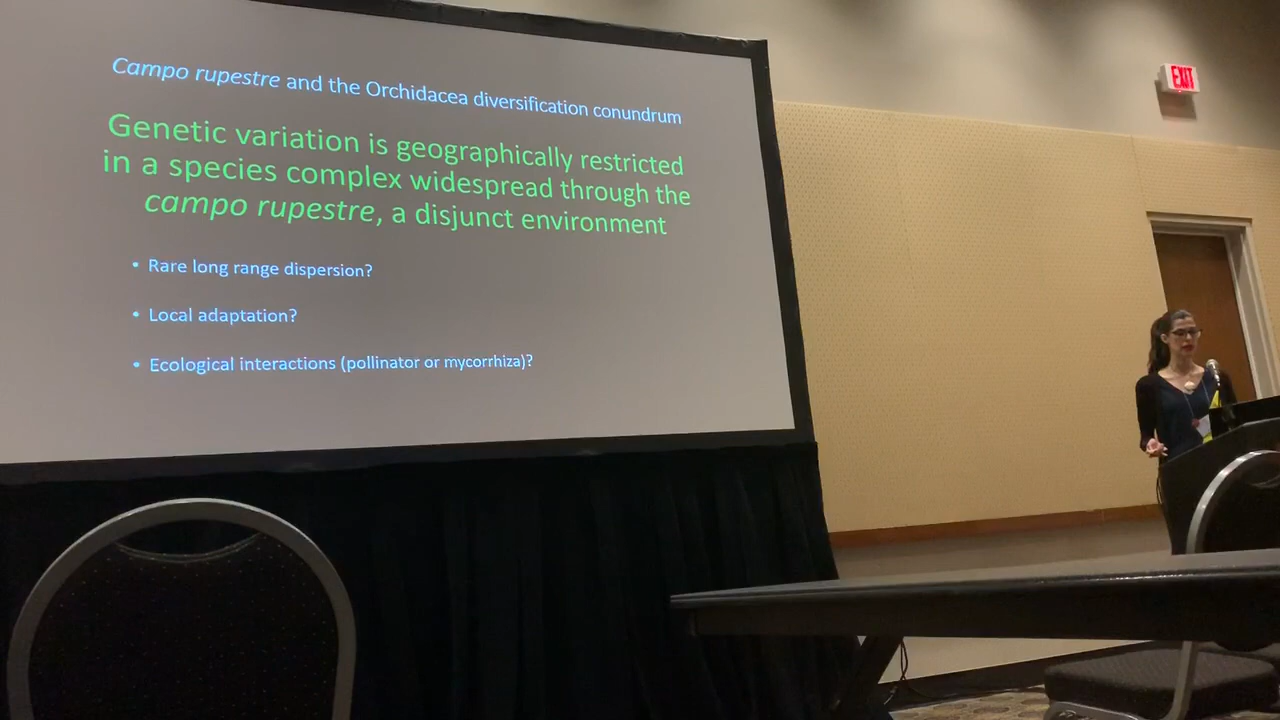 Campo rupestre and the Orchidacea diversification conundrum
Genetic variation is geographically restricted
in a species complex widespread through the
campo rupestre, a disjunct environment
• Rare long range dispersion?
• Local adaptation?
• Ecological interactions (pollinator or mycorrhiza)?
EXIT